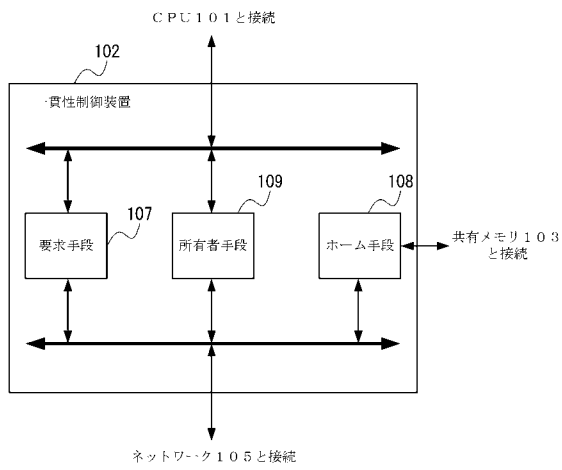 ＣＰＵ１０１と接続
102
一貫性制御装置
107
109
108
要求手段
所有者手段
ホーム手段
共有メモリ１０３
と接続
ネットワーク１０５と接続